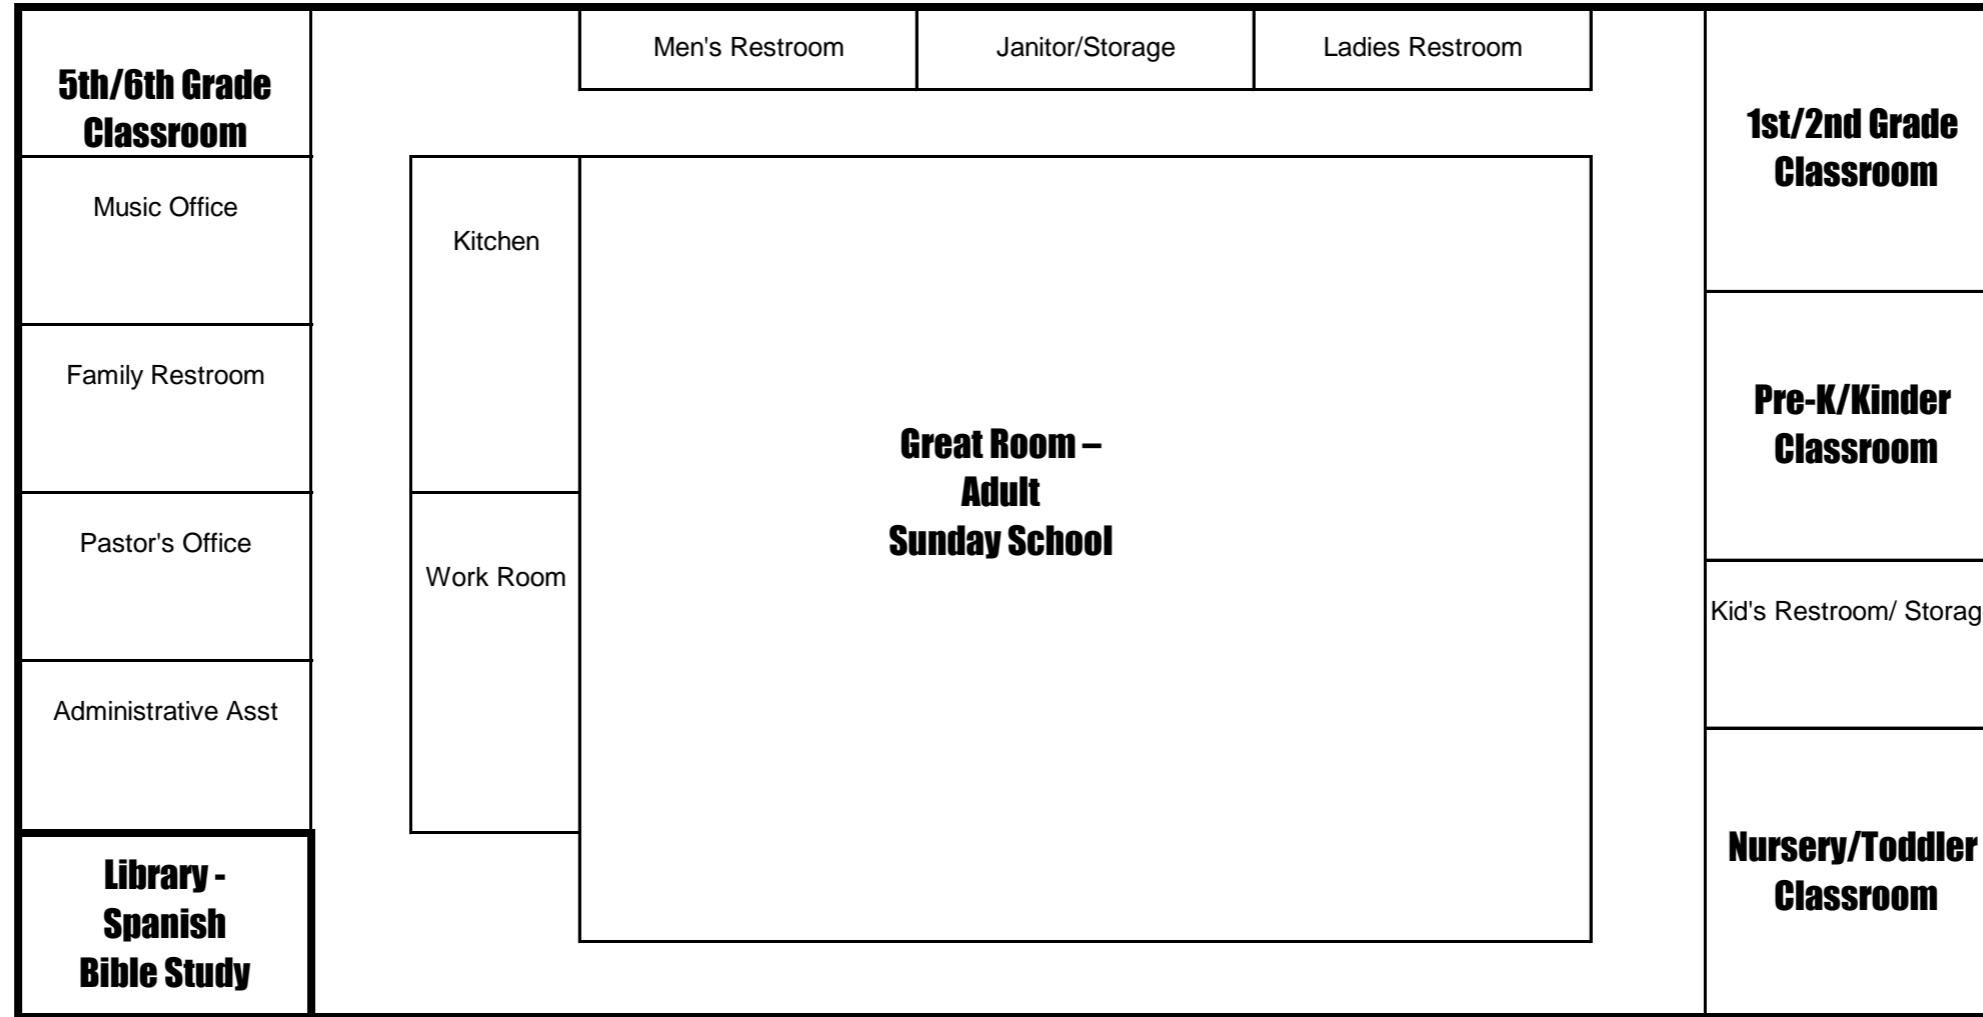 Men's Restroom
Janitor/Storage
Ladies Restroom
5th/6th Grade
Classroom
1st/2nd Grade
Classroom
Music Office
Kitchen
Family Restroom
Pre-K/Kinder
Classroom
Great Room –
Adult
Sunday School
Pastor's Office
Work Room
Kid's Restroom/ Storag
Administrative Asst
Library -
Spanish
Bible Study
Nursery/Toddler
Classroom